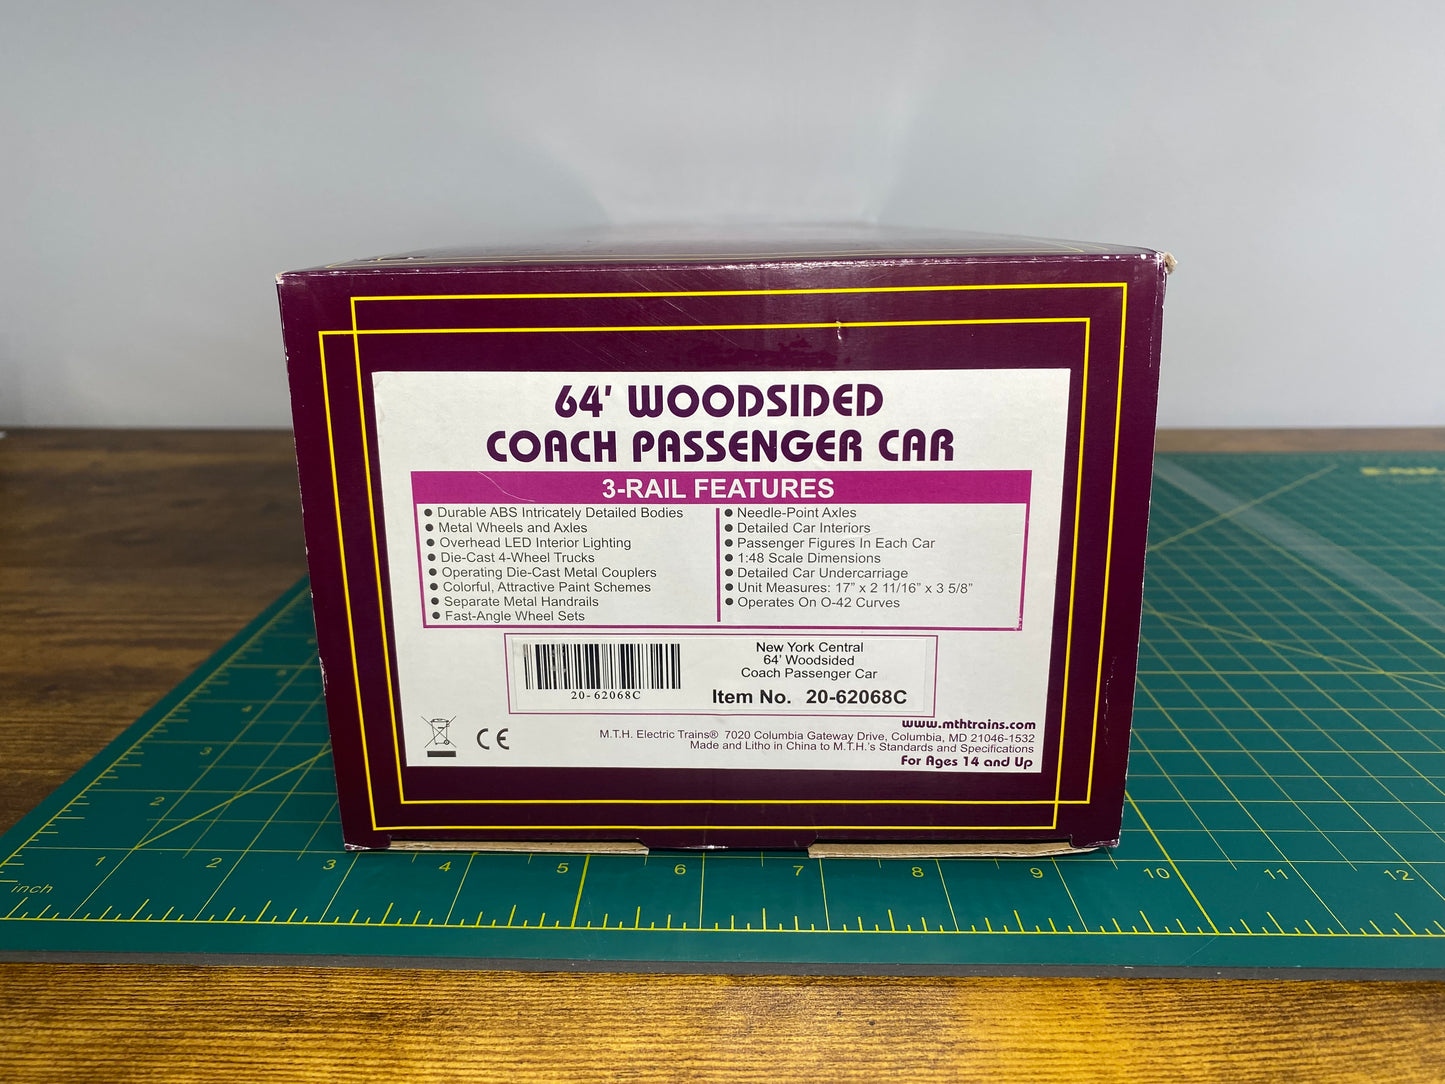 64' WOODSIDED
COACH PASSENGER CAR
3-RAIL FEATURES
● Durable ABS Intricately Detailed Bodies
● Metal Wheels and Axles
● Overhead LED Interior Lighting
● Die-Cast 4-Wheel Trucks
● Operating Die-Cast Metal Couplers
● Colorful, Attractive Paint Schemes
● Separate Metal Handrails
● Fast-Angle Wheel Sets
● Needle-Point Axles
● Detailed Car Interiors
● Passenger Figures In Each Car
● 1:48 Scale Dimensions
● Detailed Car Undercarriage
● Unit Measures: 17” x 2 11/16” x 3 5/8”
● Operates On O-42 Curves
20-62068C
New York Central
64' Woodsided
Coach Passenger Car
Item No. 20-62068C
www.mthtrains.com
CE
M.T.H. Electric Trains® 7020 Columbia Gateway Drive, Columbia, MD 21046-1532
Made and Litho in China to M.T.H.'s Standards and Specifications
For Ages 14 and Up
inch 1 2 3 4 5 6 7 8 9 10 11 12